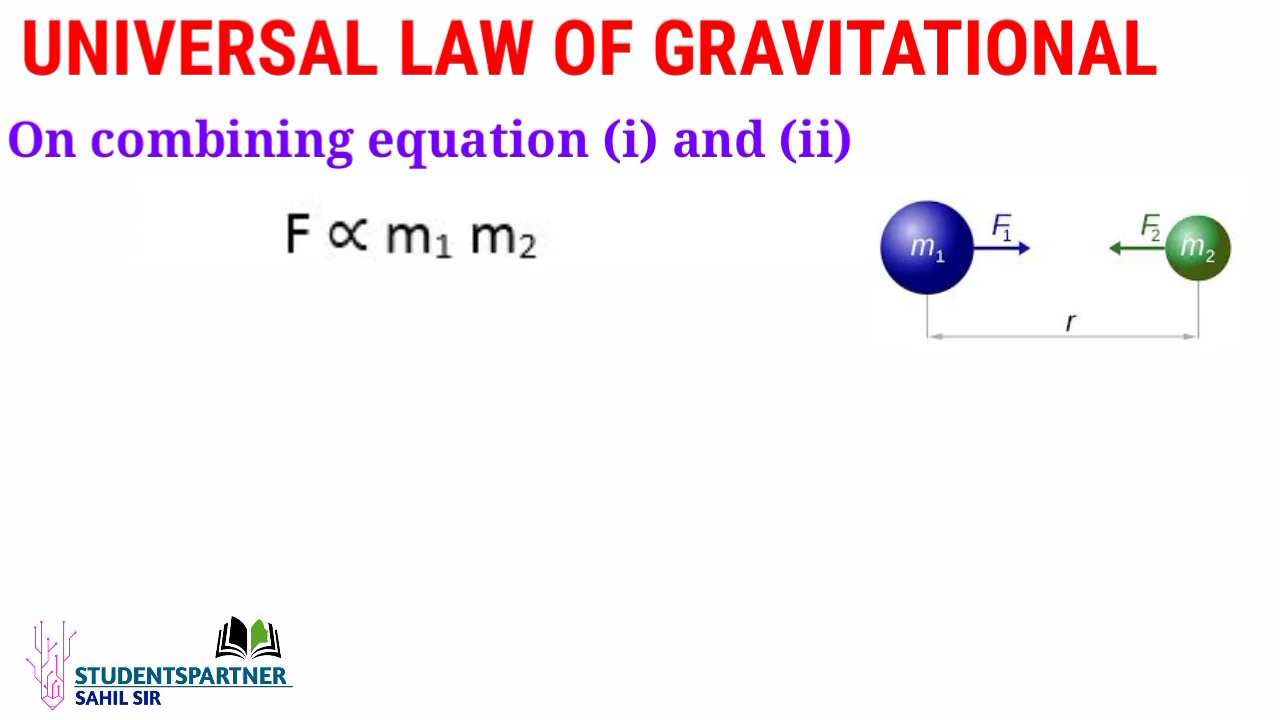 UNIVERSAL LAW OF GRAVITATIONAL
On combining equation (i) and (ii)
F ∝ m₁ m₂
F₁ F₂
m₁ m₂
r
STUDENTSPARTNER
SAHIL SIR